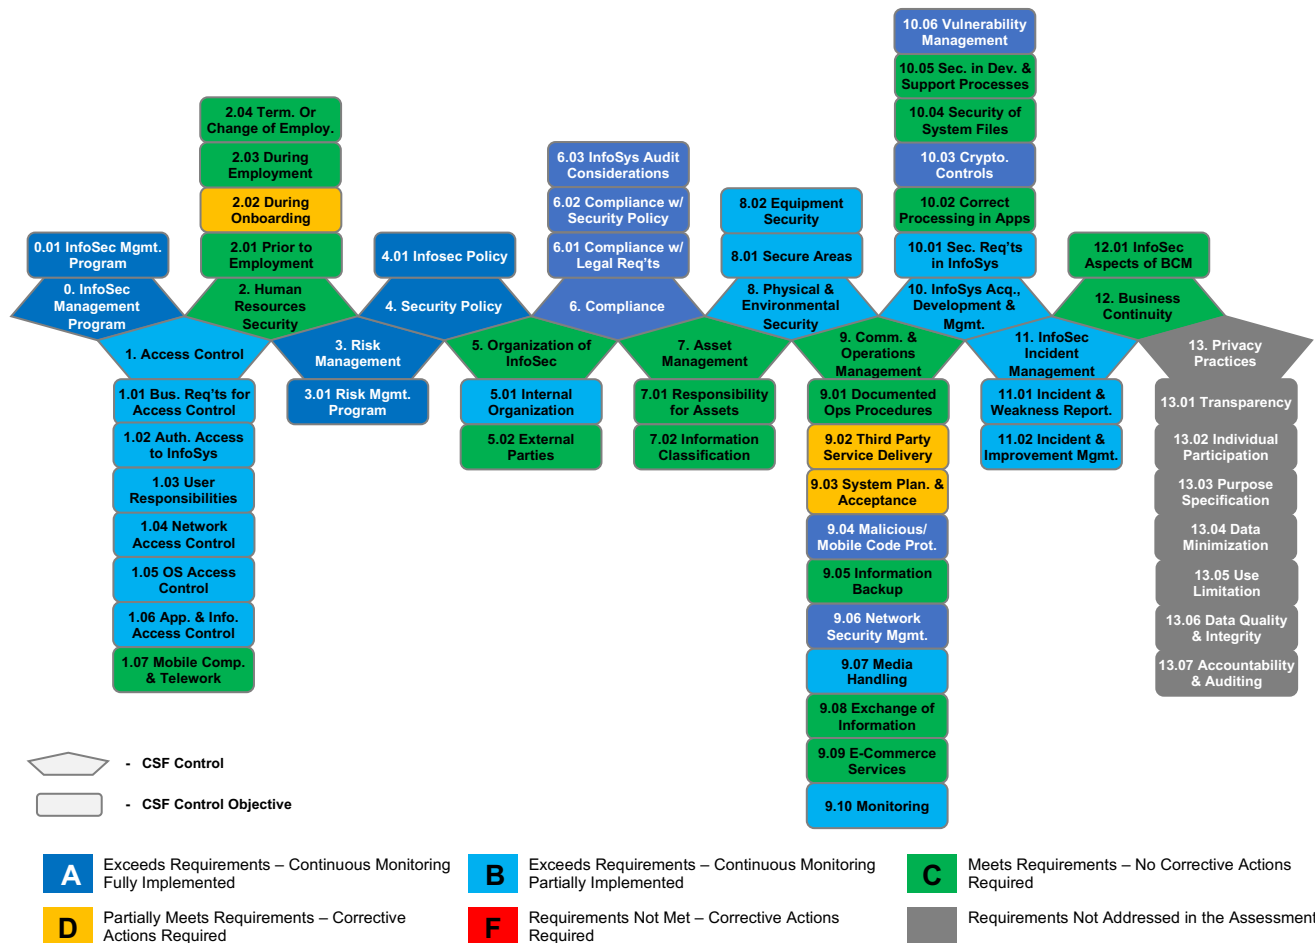 10.06 Vulnerability
Management
10.05 Sec. in Dev. &
Support Processes
10.04 Security of
System Files
10.03 Crypto.
Controls
10.02 Correct
Processing in Apps
10.01 Sec. Req'ts
in InfoSys
10. InfoSys Acq.,
Development &
Mgmt.
2.04 Term. Or
Change of Employ.
2.03 During
Employment
2.02 During
Onboarding
2.01 Prior to
Employment
2. Human
Resources
Security
6.03 InfoSys Audit
Considerations
6.02 Compliance w/
Security Policy
6.01 Compliance w/
Legal Req'ts
6. Compliance
8.02 Equipment
Security
8.01 Secure Areas
8. Physical &
Environmental
Security
0.01 InfoSec Mgmt.
Program
0. InfoSec
Management
Program
4.01 Infosec Policy
4. Security Policy
12.01 InfoSec
Aspects of BCM
12. Business
Continuity
1. Access Control
1.01 Bus. Req'ts for
Access Control
1.02 Auth. Access
to InfoSys
1.03 User
Responsibilities
1.04 Network
Access Control
1.05 OS Access
Control
1.06 App. & Info.
Access Control
1.07 Mobile Comp.
& Telework
3. Risk
Management
3.01 Risk Mgmt.
Program
5. Organization of
InfoSec
5.01 Internal
Organization
5.02 External
Parties
7. Asset
Management
7.01 Responsibility
for Assets
7.02 Information
Classification
9. Comm. &
Operations
Management
9.01 Documented
Ops Procedures
9.02 Third Party
Service Delivery
9.03 System Plan. &
Acceptance
9.04 Malicious/
Mobile Code Prot.
9.05 Information
Backup
9.06 Network
Security Mgmt.
9.07 Media
Handling
9.08 Exchange of
Information
9.09 E-Commerce
Services
9.10 Monitoring
11. InfoSec
Incident
Management
11.01 Incident &
Weakness Report.
11.02 Incident &
Improvement Mgmt.
13. Privacy
Practices
13.01 Transparency
13.02 Individual
Participation
13.03 Purpose
Specification
13.04 Data
Minimization
13.05 Use
Limitation
13.06 Data Quality
& Integrity
13.07 Accountability
& Auditing
- CSF Control
- CSF Control Objective
A
Exceeds Requirements – Continuous Monitoring
Fully Implemented
B
Exceeds Requirements – Continuous Monitoring
Partially Implemented
C
Meets Requirements – No Corrective Actions
Required
D
Partially Meets Requirements – Corrective
Actions Required
F
Requirements Not Met – Corrective Actions
Required
Requirements Not Addressed in the Assessment